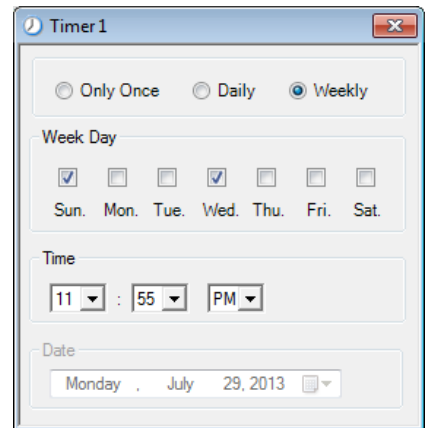 Timer 1
Only Once Daily Weekly
Week Day
Sun. Mon. Tue. Wed. Thu. Fri. Sat.
Time
11 : 55 PM
Date
Monday , July 29, 2013